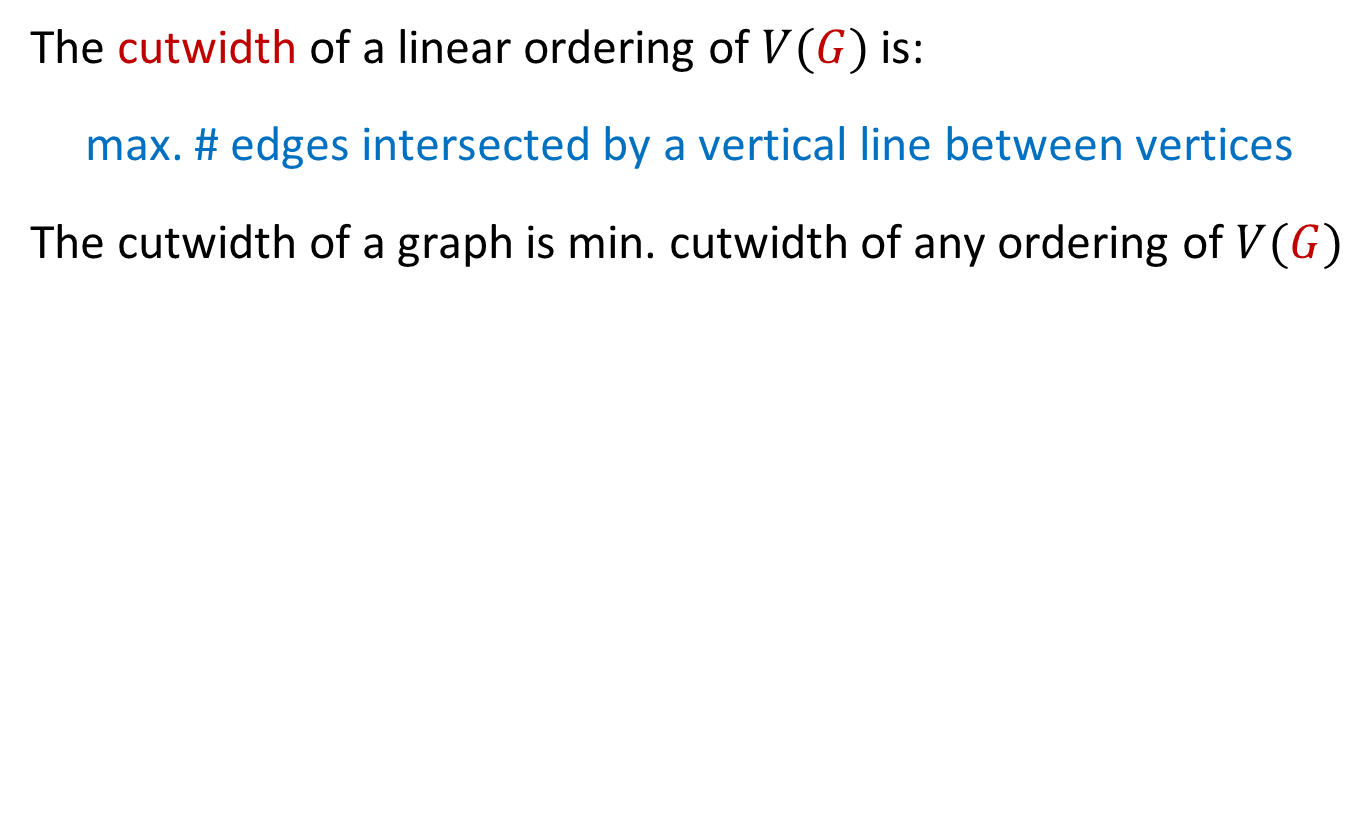 The cutwidth of a linear ordering of V(G) is:
max. # edges intersected by a vertical line between vertices
The cutwidth of a graph is min. cutwidth of any ordering of V(G)